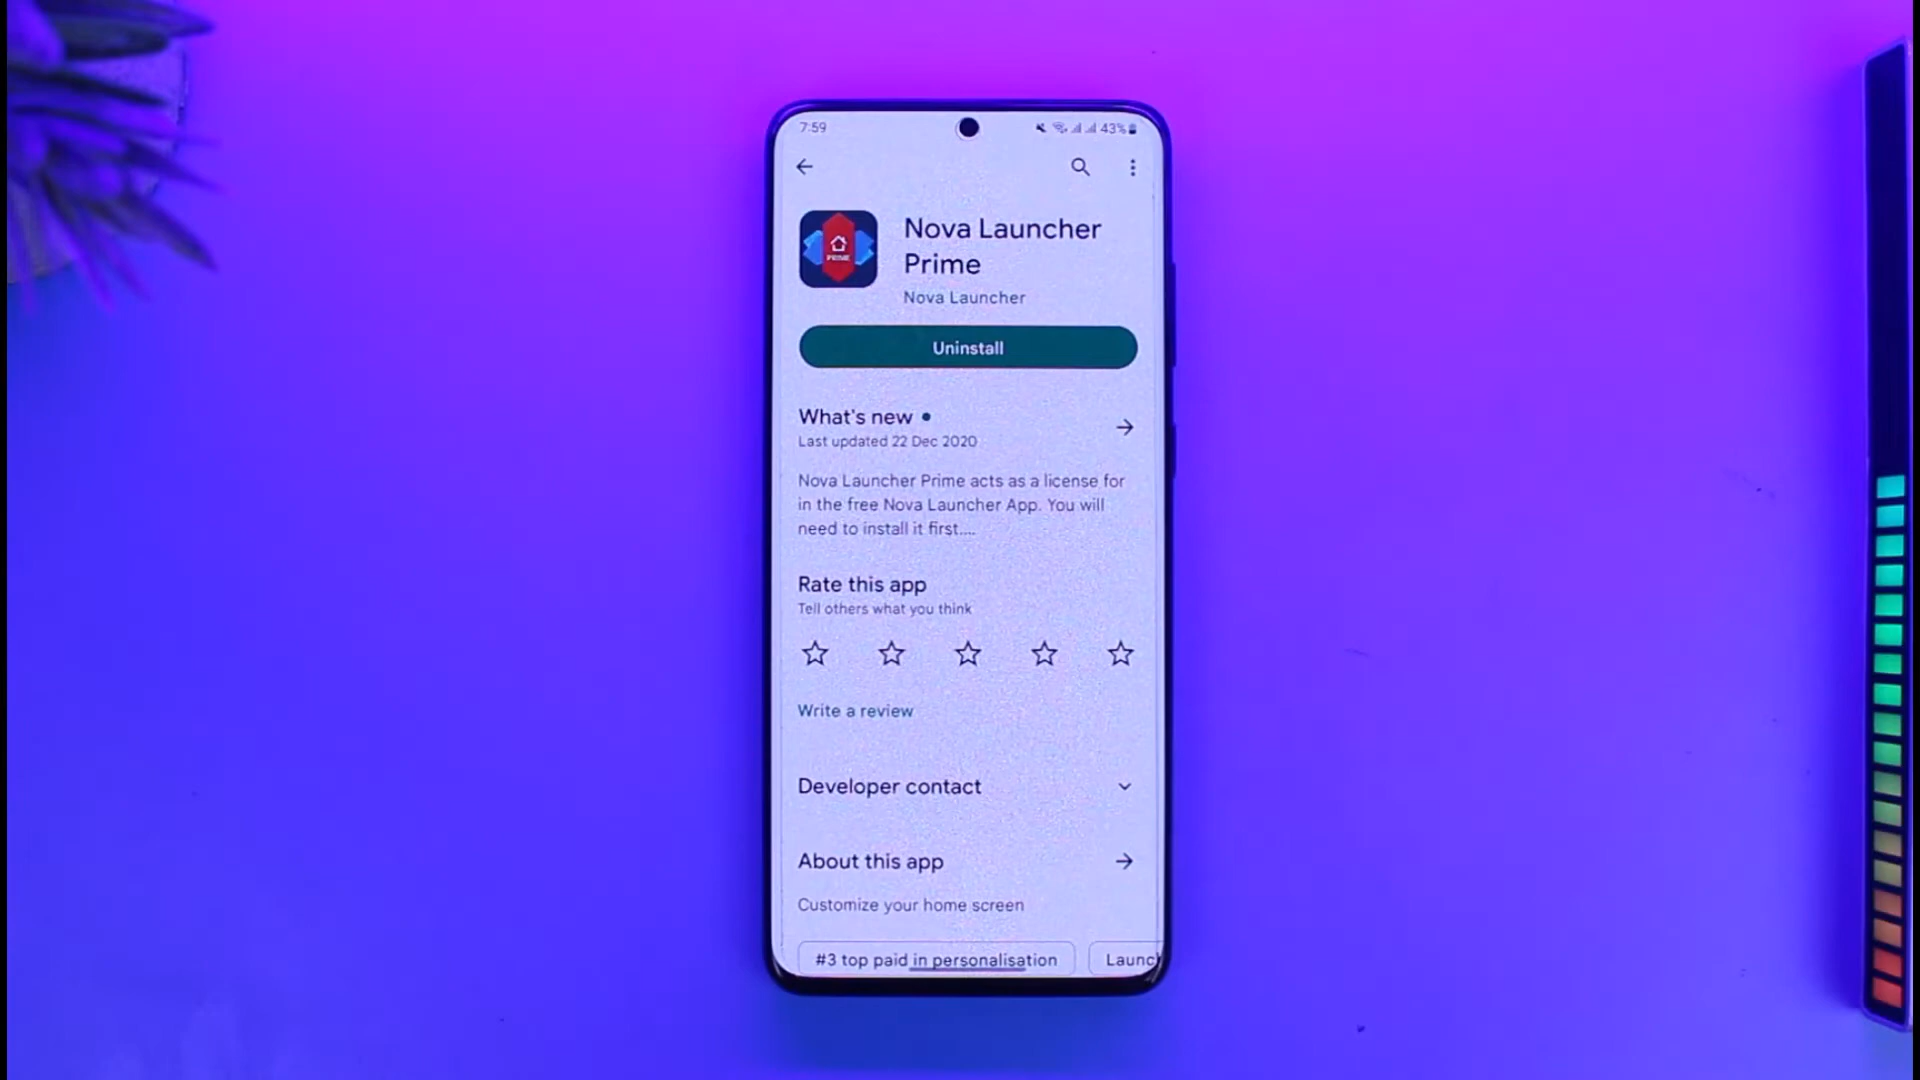 7:59
43%
Nova Launcher
Prime
PRIME
Nova Launcher
Uninstall
What's new
Last updated 22 Dec 2020
Nova Launcher Prime acts as a license for
in the free Nova Launcher App. You will
need to install it first....
Rate this app
Tell others what you think
Write a review
Developer contact
About this app
Customize your home screen
#3 top paid in personalisation
Launch